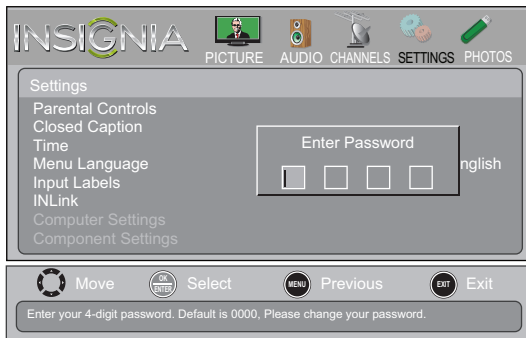 INSIGNIA
PICTURE AUDIO CHANNELS SETTINGS PHOTOS
Settings
Parental Controls
Closed Caption
Time
Menu Language nglish
Input Labels
INLink
Computer Settings
Component Settings
Enter Password
Move OK ENTER Select MENU Previous EXIT Exit
Enter your 4-digit password. Default is 0000, Please change your password.